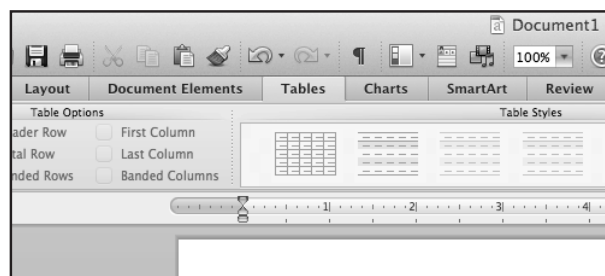 Document1
100%
Layout Document Elements Tables Charts SmartArt Review
Table Options Table Styles
ader Row First Column
tal Row Last Column
nded Rows Banded Columns
1 2 3 4